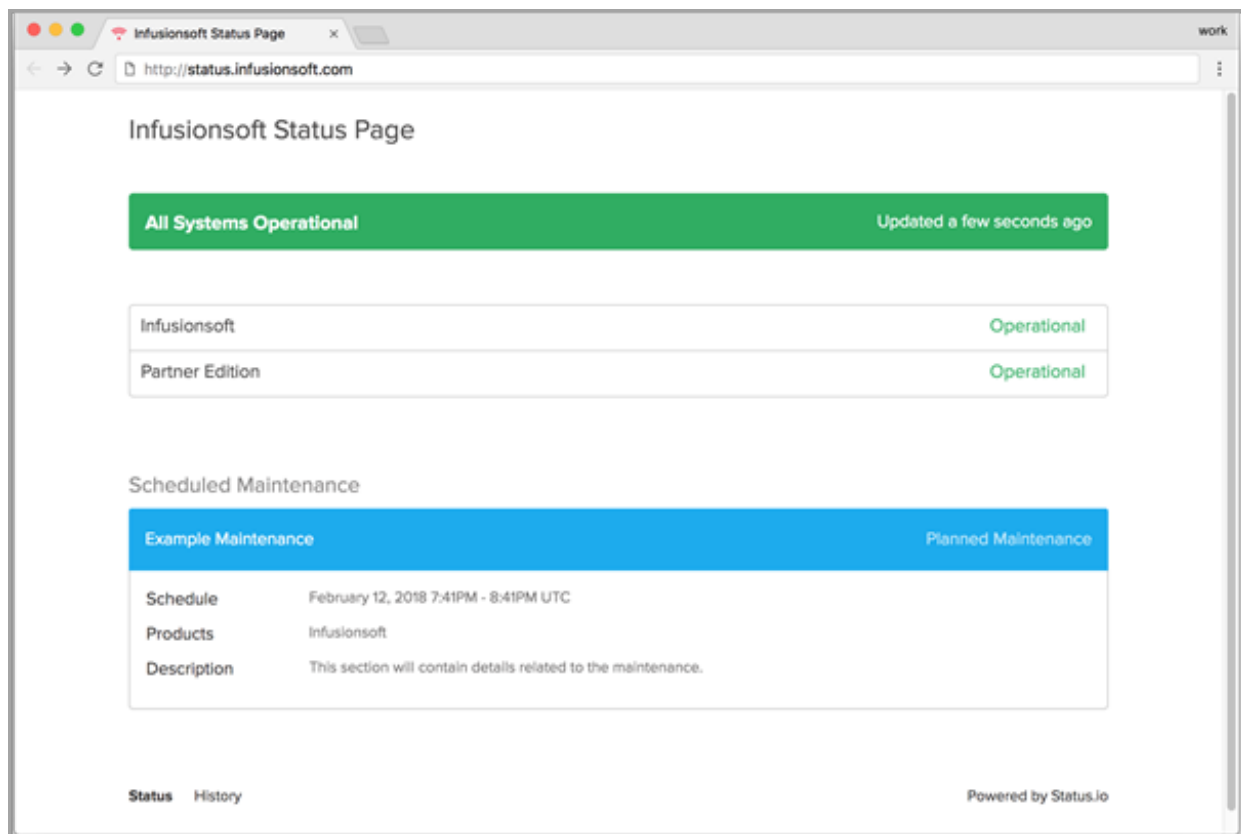 Infusionsoft Status Page
work
http://status.infusionsoft.com
Infusionsoft Status Page
All Systems Operational Updated a few seconds ago
Infusionsoft Operational
Partner Edition Operational
Scheduled Maintenance
Example Maintenance Planned Maintenance
Schedule February 12, 2018 7:41PM - 8:41PM UTC
Products Infusionsoft
Description This section will contain details related to the maintenance.
Status History Powered by Status.io